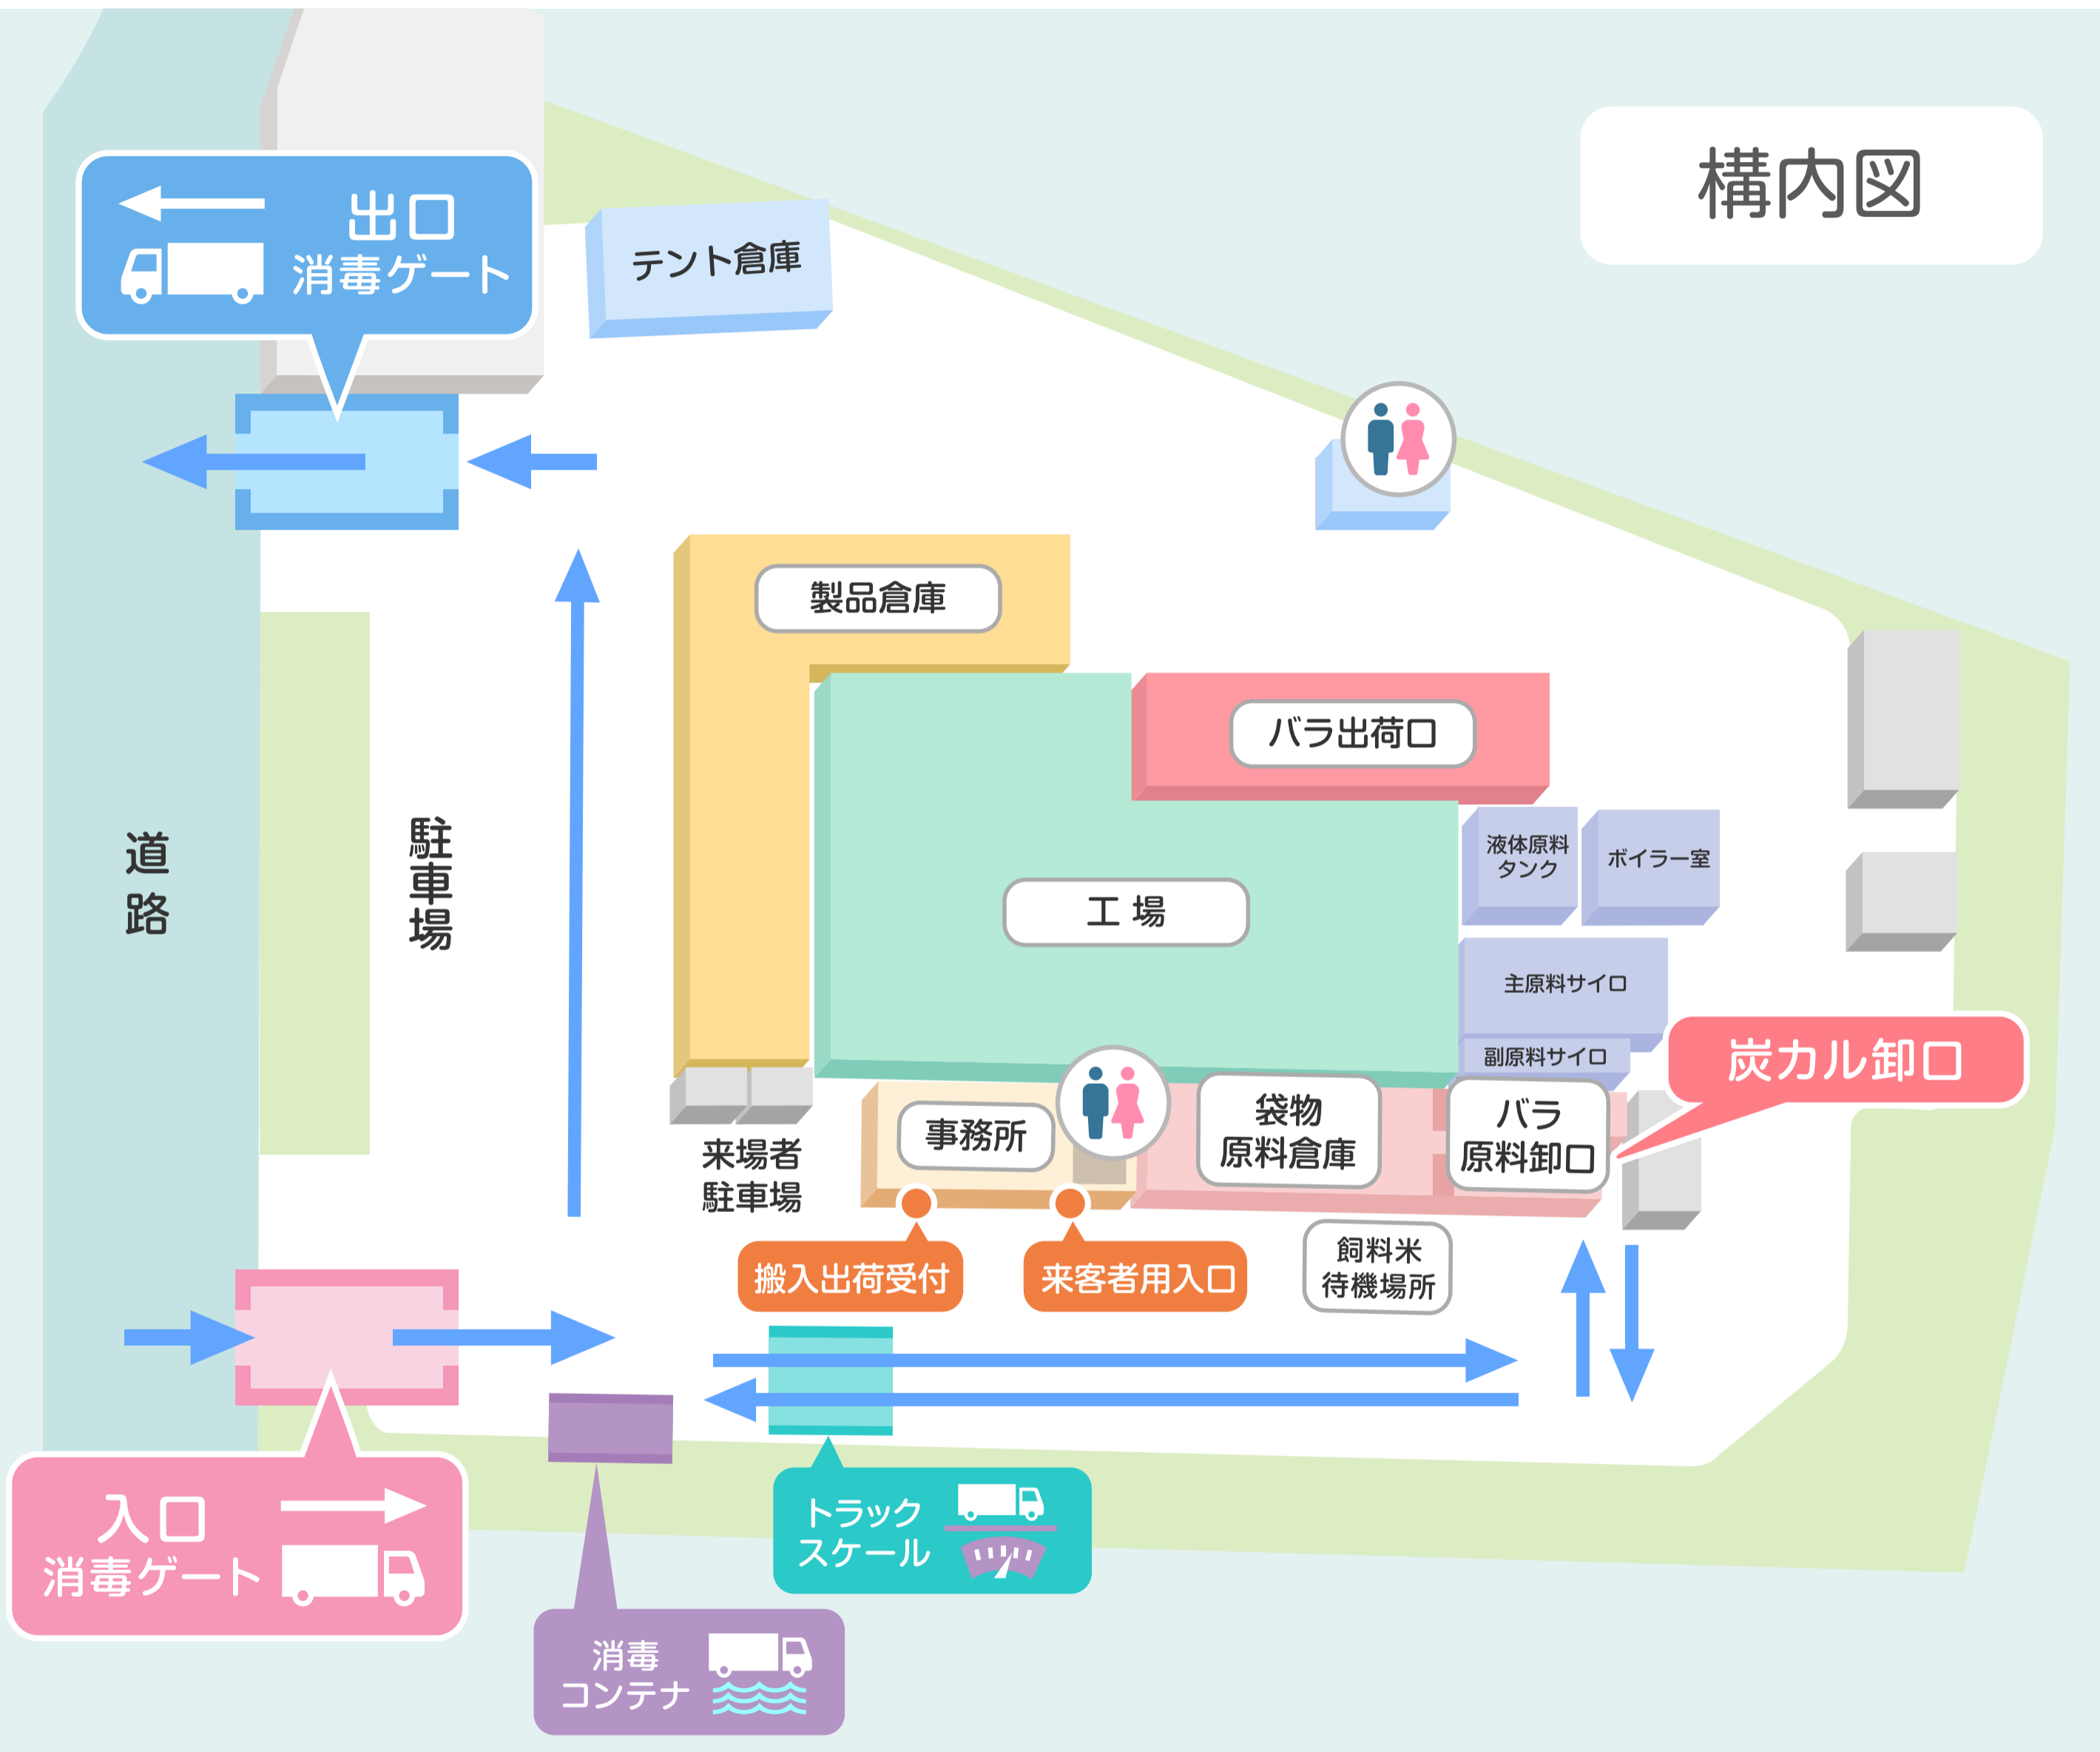 構内図
出口
消毒ゲート
テント倉庫
製品倉庫
バラ出荷口
道路
駐車場
工場
液体原料
タンク
ボイラー室
主原料サイロ
副原料サイロ
炭カル卸口
事務所
穀物
原料倉庫
バラ
原料卸口
来場者
駐車場
搬入出荷受付
来客者用入口
飼料米
待機場所
入口
消毒ゲート
トラック
スケール
消毒
コンテナ